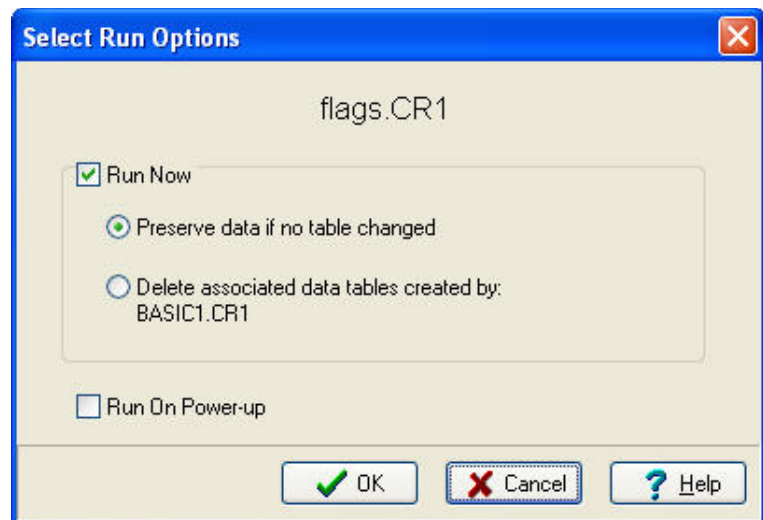 Select Run Options
flags.CR1
Run Now
Preserve data if no table changed
Delete associated data tables created by:
BASIC1.CR1
Run On Power-up
OK Cancel Help